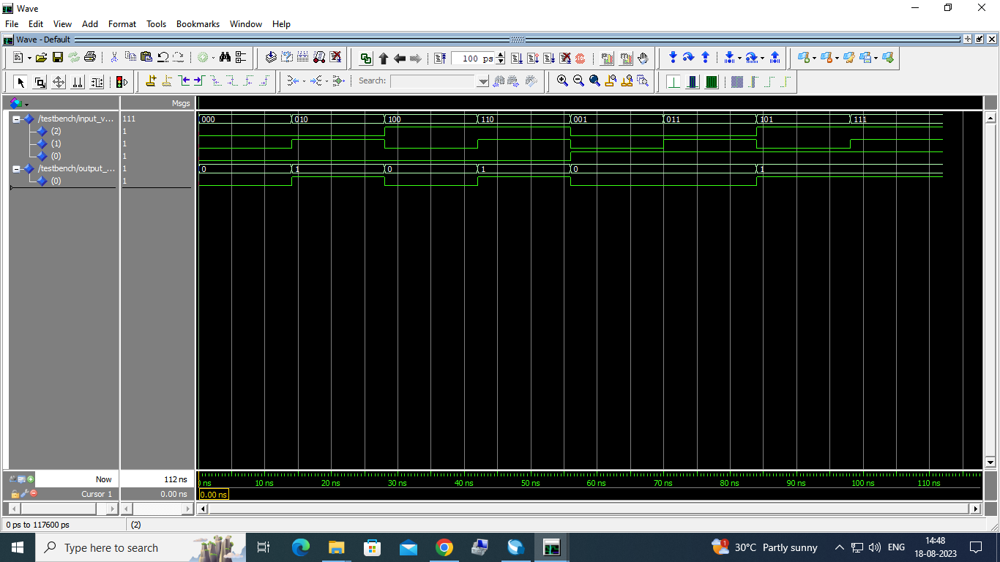 Wave
File Edit View Add Format Tools Bookmarks Window Help
Wave - Default
100 ps
Search:
Msgs
/testbench/input_v... 111 000 010 100 110 001 011 101 111
(2) 1
(1) 1
(0) 1
/testbench/output_... 1 0 1 0 1 0 1
(0) 1
Now 112 ns ns 10 ns 20 ns 30 ns 40 ns 50 ns 60 ns 70 ns 80 ns 90 ns 100 ns 110 ns
Cursor 1 0.00 ns 0.00 ns
0 ps to 117600 ps (2)
Type here to search 1 30°C Partly sunny ENG 14:48
18-08-2023